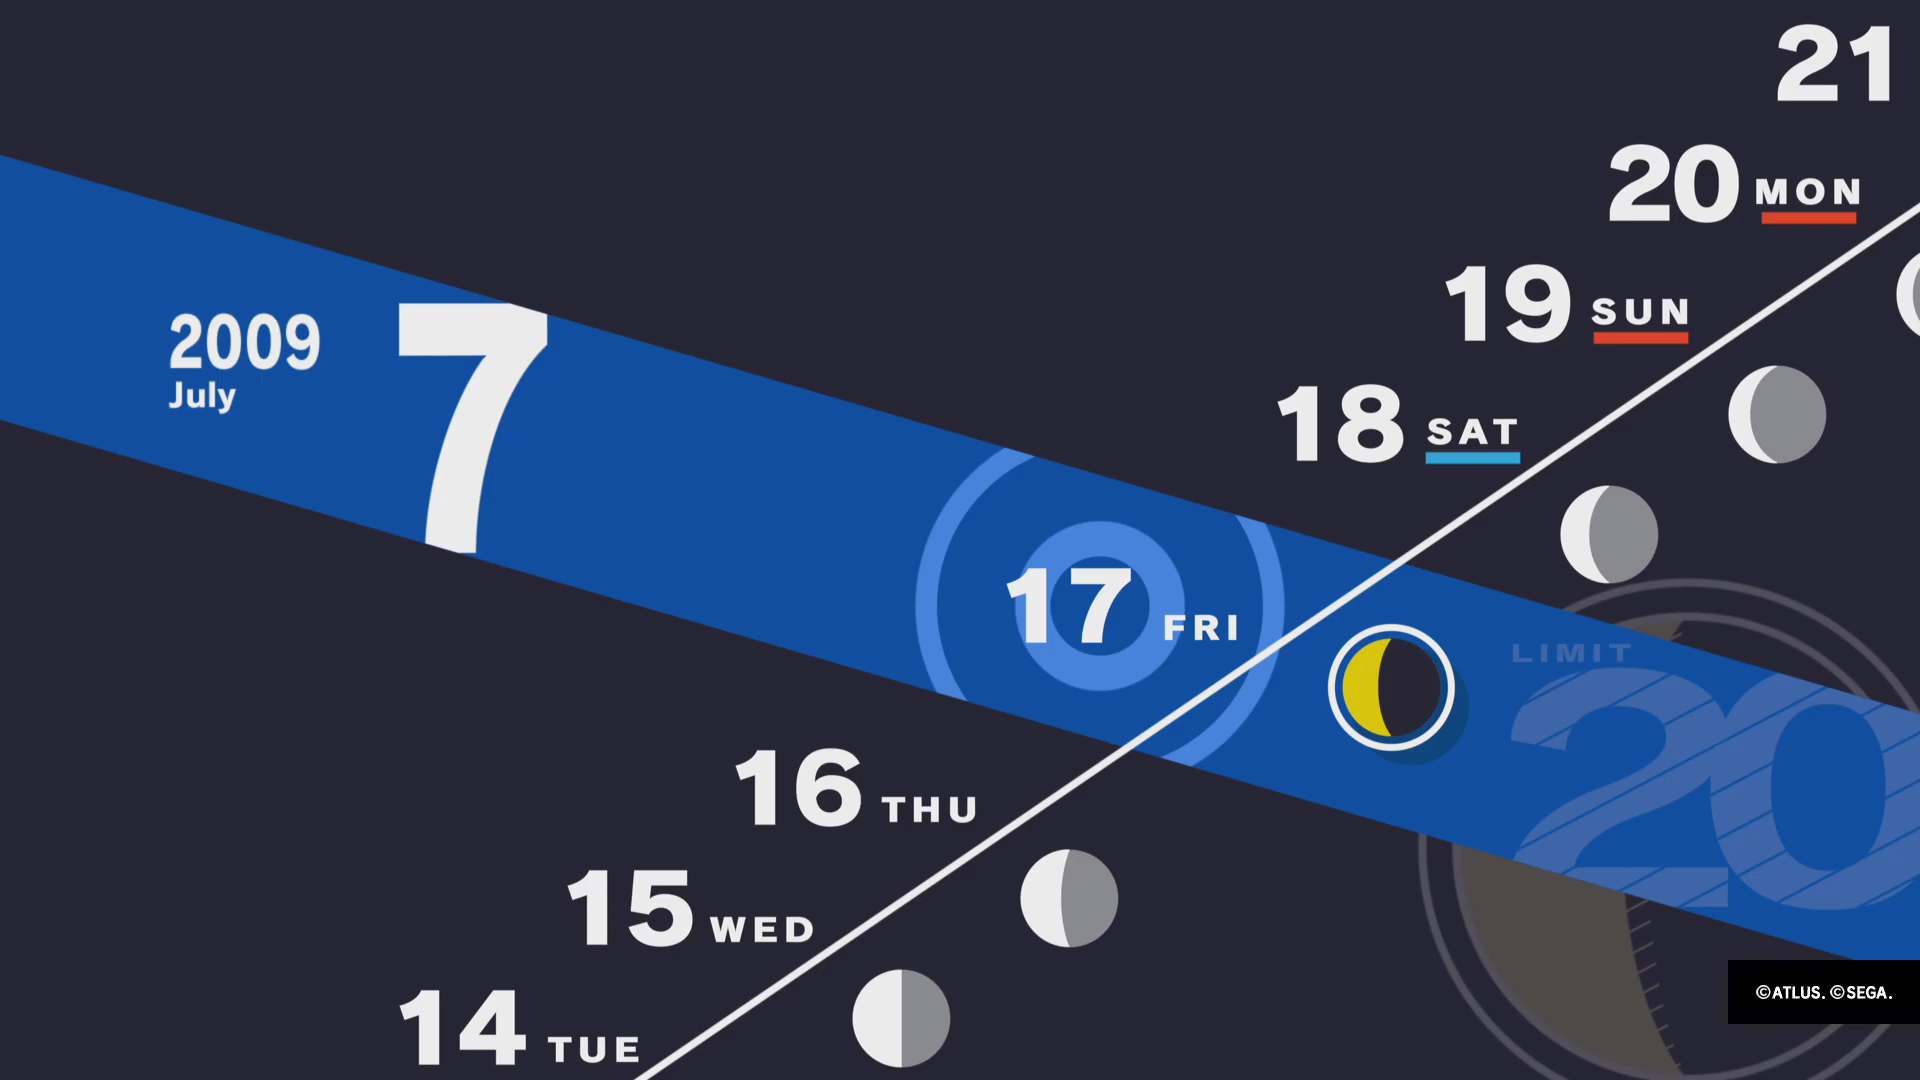 21
20 MON
19 SUN
18 SAT
2009
July
7
17 FRI
LIMIT
20
16 THU
15 WED
14 TUE
©ATLUS. ©SEGA.